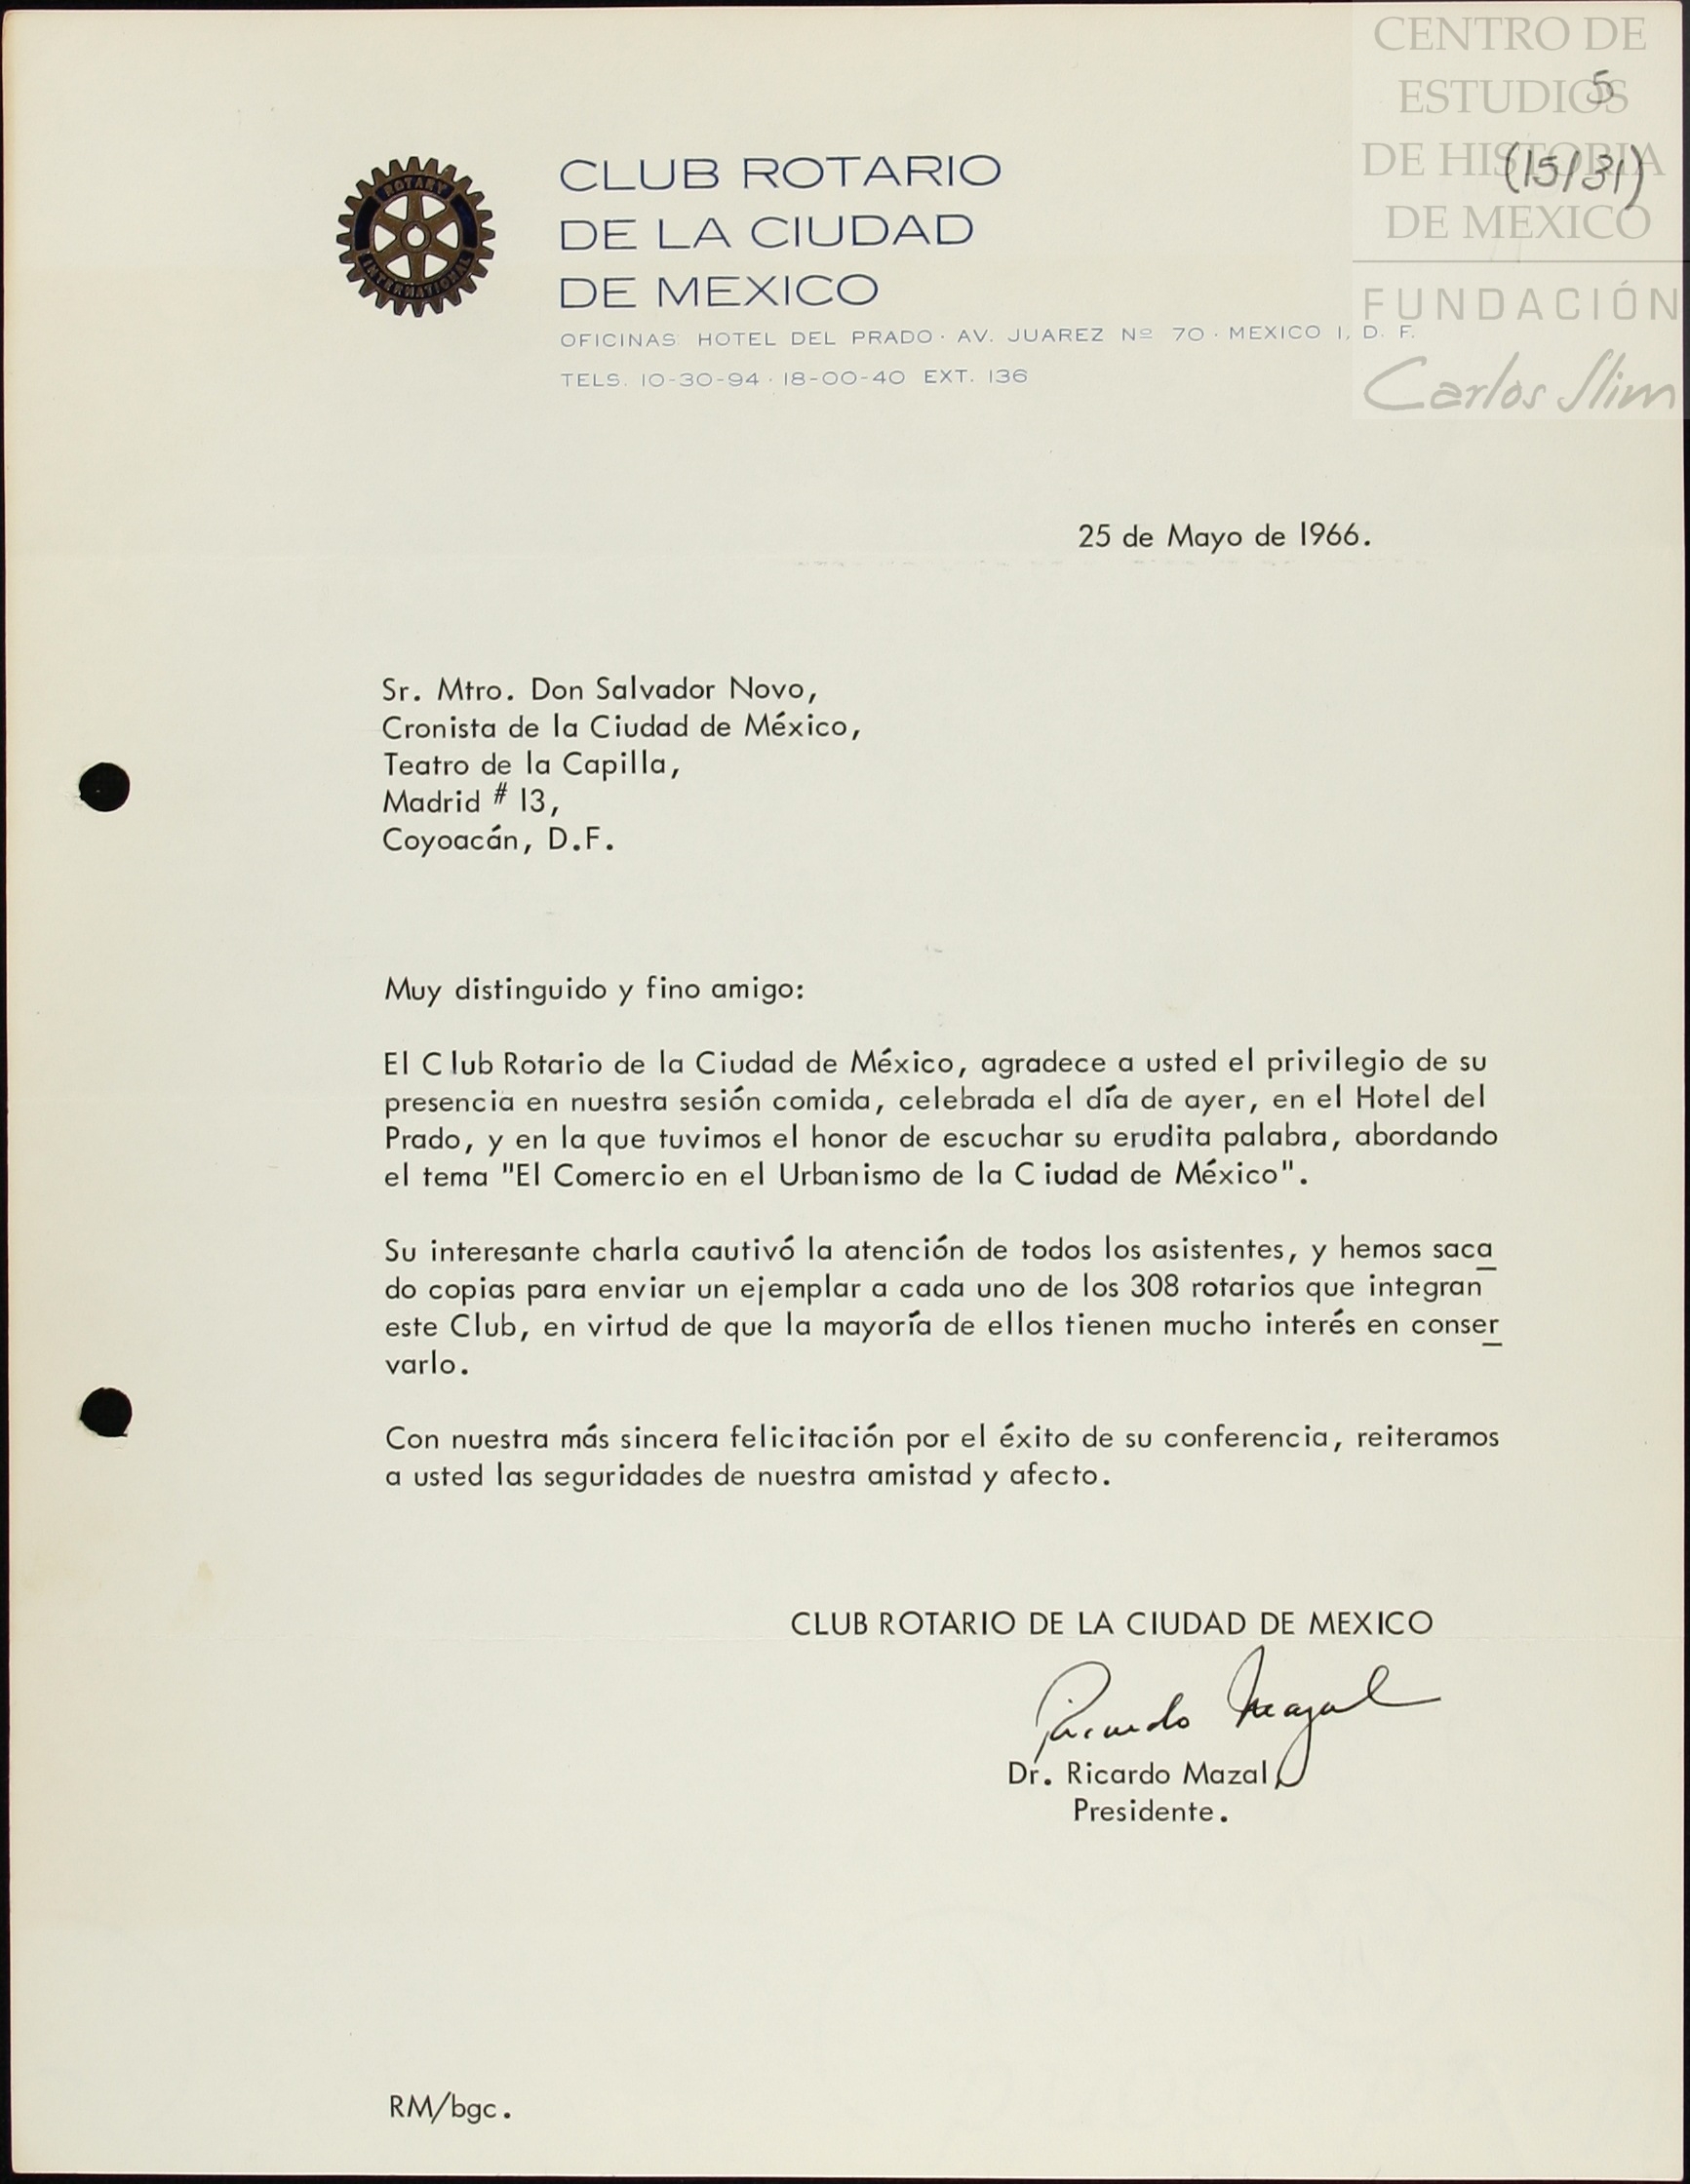 CENTRO DE
ESTUDIOS
DE HISTORIA
DE MEXICO
FUNDACIÓN
Carlos Slim
5
(15/31)
ROTARY
INTERNATIONAL
CLUB ROTARIO
DE LA CIUDAD
DE MEXICO
OFICINAS: HOTEL DEL PRADO · AV. JUAREZ Nº 70 · MEXICO 1, D. F.
TELS. 10-30-94 · 18-00-40 EXT. 136
25 de Mayo de 1966.
Sr. Mtro. Don Salvador Novo,
Cronista de la Ciudad de México,
Teatro de la Capilla,
Madrid # 13,
Coyoacán, D.F.
Muy distinguido y fino amigo:
El Club Rotario de la Ciudad de México, agradece a usted el privilegio de su
presencia en nuestra sesión comida, celebrada el día de ayer, en el Hotel del
Prado, y en la que tuvimos el honor de escuchar su erudita palabra, abordando
el tema "El Comercio en el Urbanismo de la Ciudad de México".
Su interesante charla cautivó la atención de todos los asistentes, y hemos saca
do copias para enviar un ejemplar a cada uno de los 308 rotarios que integran
este Club, en virtud de que la mayoría de ellos tienen mucho interés en conser
varlo.
Con nuestra más sincera felicitación por el éxito de su conferencia, reiteramos
a usted las seguridades de nuestra amistad y afecto.
CLUB ROTARIO DE LA CIUDAD DE MEXICO
Ricardo Mazal
Dr. Ricardo Mazal,
Presidente.
RM/bgc.